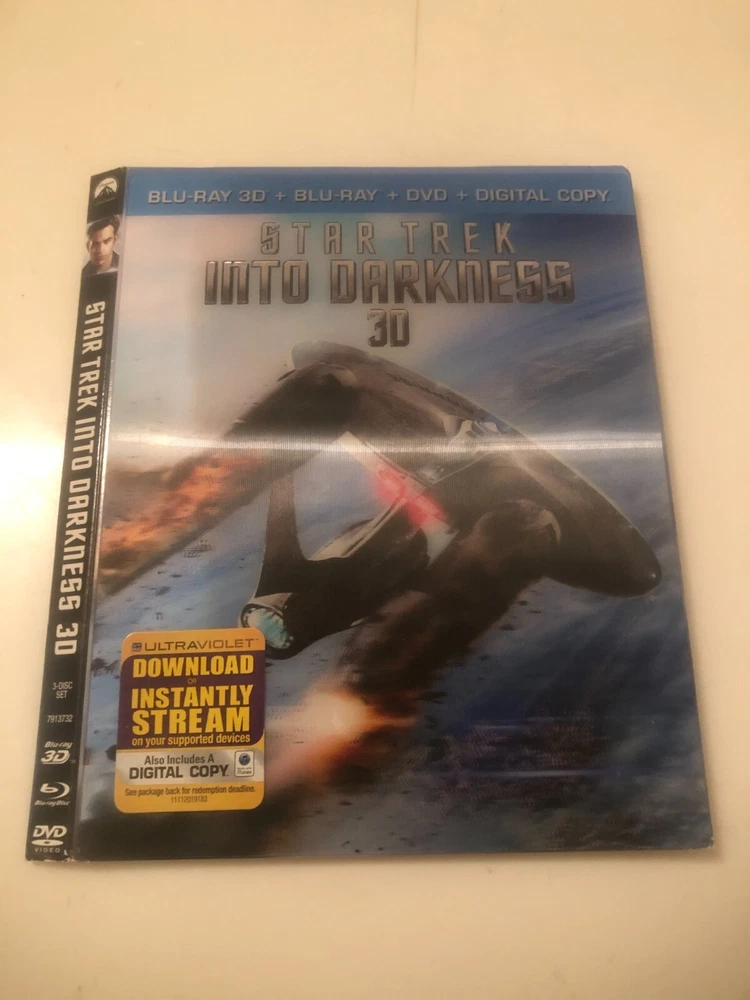 BLU-RAY 3D + BLU-RAY + DVD + DIGITAL COPY
STAR TREK
INTO DARKNESS
3D
STAR TREK INTO DARKNESS 3D
3-DISC
SET
7913732
Blu-ray
3D
Blu-ray Disc
DVD
VIDEO
ULTRAVIOLET
DOWNLOAD
OR
INSTANTLY
STREAM
on your supported devices
Also Includes A
DIGITAL COPY
See package back for redemption deadline.
11112019183